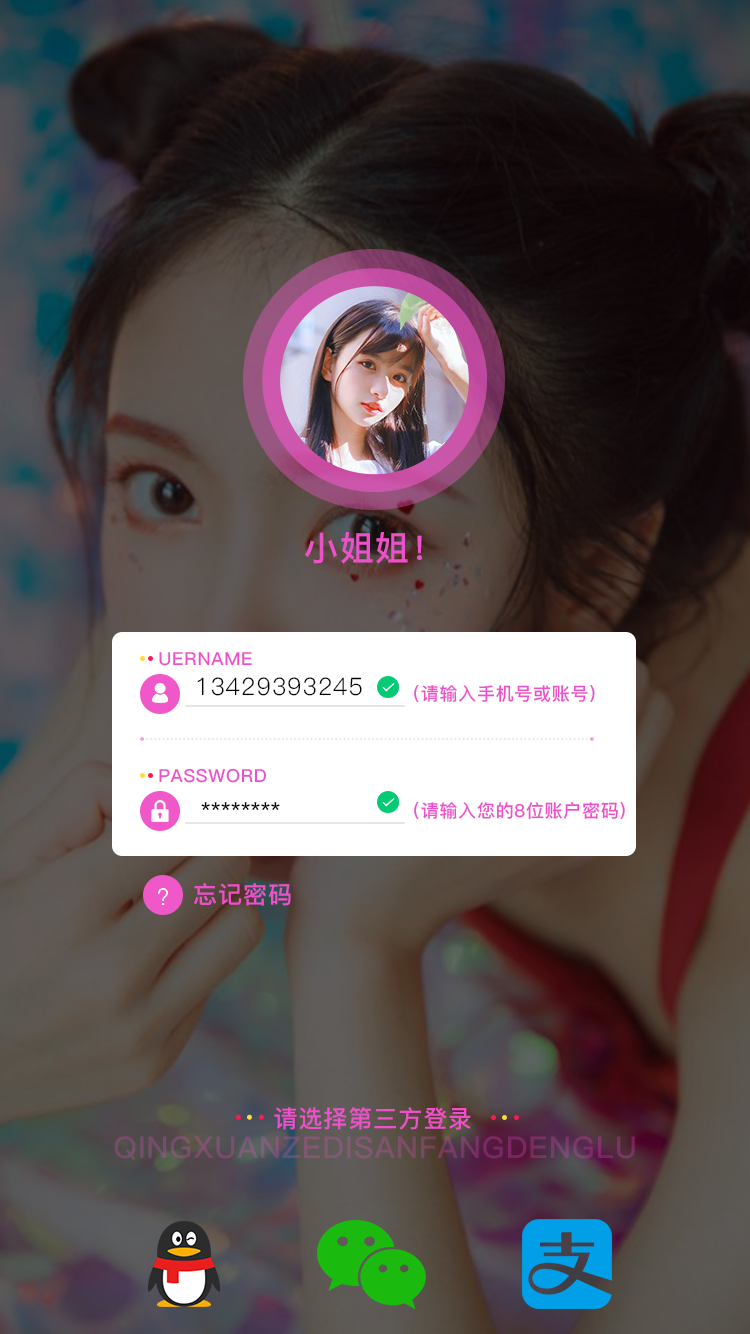 小姐姐！
UERNAME
13429393245
（请输入手机号或账号）
PASSWORD
********
（请输入您的8位账户密码）
? 忘记密码
请选择第三方登录
QINGXUANZEDISANFANGDENGLU
支